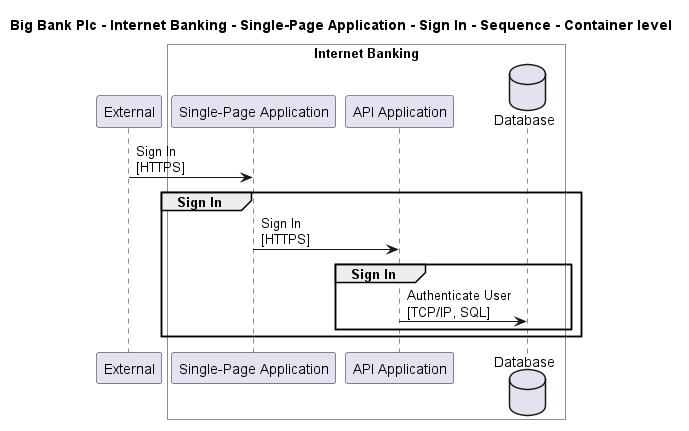 Big Bank Plc - Internet Banking - Single-Page Application - Sign In - Sequence - Container level
Internet Banking
External
Single-Page Application
API Application
Database
Sign In
[HTTPS]
Sign In
Sign In
[HTTPS]
Sign In
Authenticate User
[TCP/IP, SQL]
External
Single-Page Application
API Application
Database